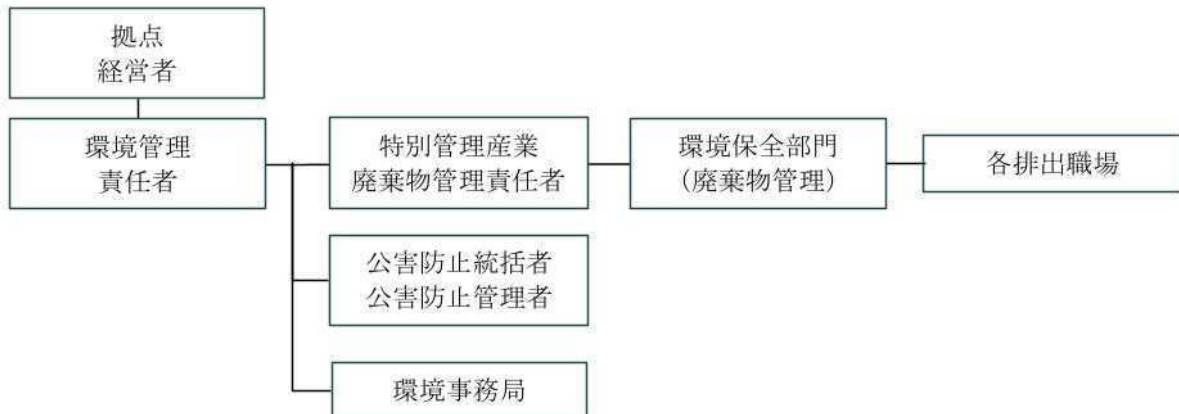 拠点
経営者
環境管理
責任者
特別管理産業
廃棄物管理責任者
環境保全部門
（廃棄物管理）
各排出職場
公害防止統括者
公害防止管理者
環境事務局